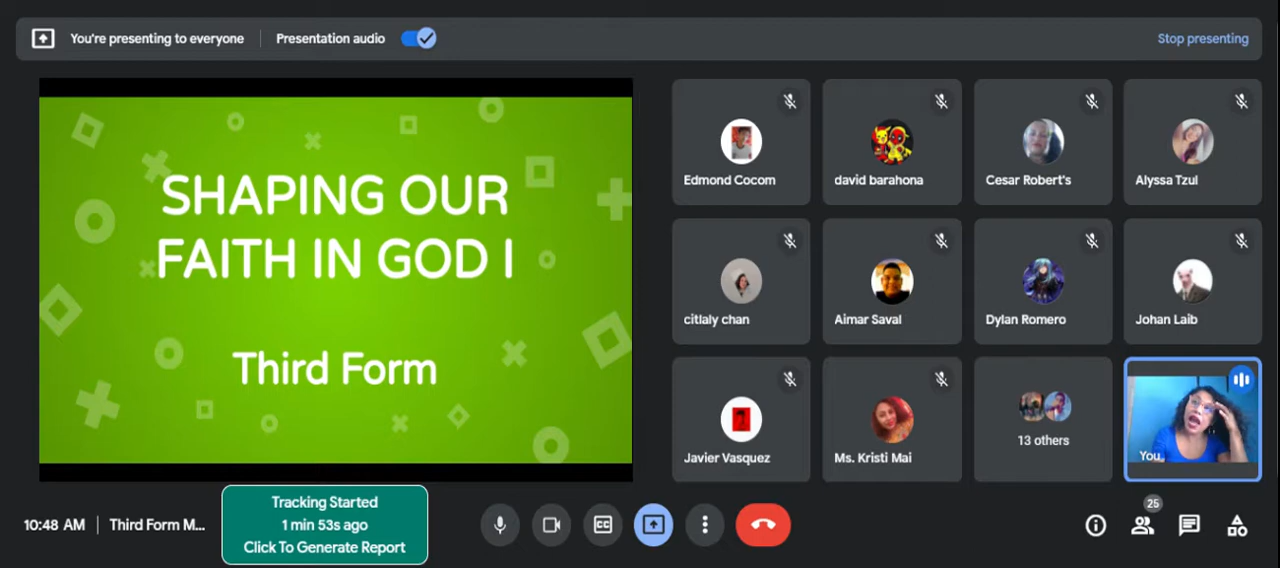 You're presenting to everyone
Presentation audio
Stop presenting
SHAPING OUR
FAITH IN GOD I
Third Form
Edmond Cocom
david barahona
Cesar Robert's
Alyssa Tzul
citlaly chan
Aimar Saval
Dylan Romero
Johan Laib
Javier Vasquez
Ms. Kristi Mai
13 others
You
10:48 AM
Third Form M...
Tracking Started
1 min 53s ago
Click To Generate Report
CC
25